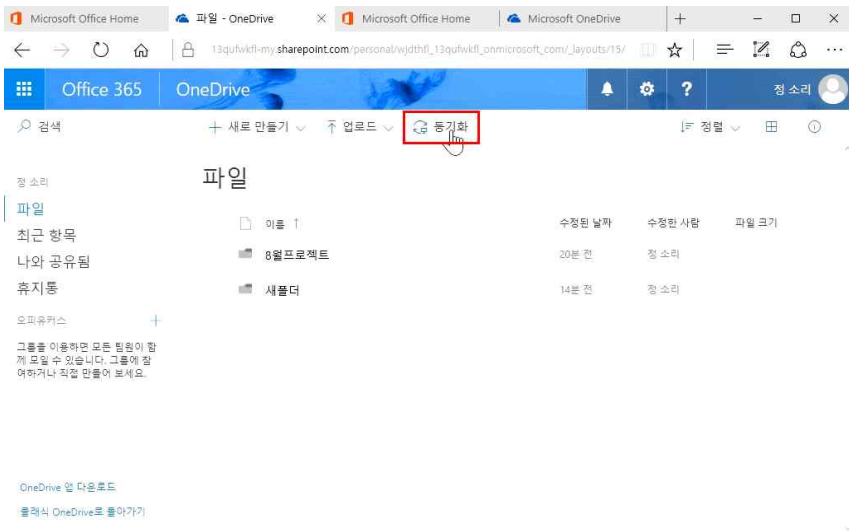 Microsoft Office Home
파일 - OneDrive
Microsoft Office Home
Microsoft OneDrive
13qufwkfl-my.sharepoint.com/personal/wjdthfl_13qufwkfl_onmicrosoft_com/_layouts/15/
Office 365
OneDrive
?
정 소리
검색
새로 만들기
업로드
동기화
정렬
정 소리
파일
최근 항목
나와 공유됨
휴지통
오피유커스
그룹을 이용하면 모든 팀원이 함
께 모일 수 있습니다. 그룹에 참
여하거나 직접 만들어 보세요.
OneDrive 앱 다운로드
클래식 OneDrive로 돌아가기
파일
이름 ↑ 수정된 날짜 수정한 사람 파일 크기
8월프로젝트 20분 전 정 소리
새폴더 14분 전 정 소리